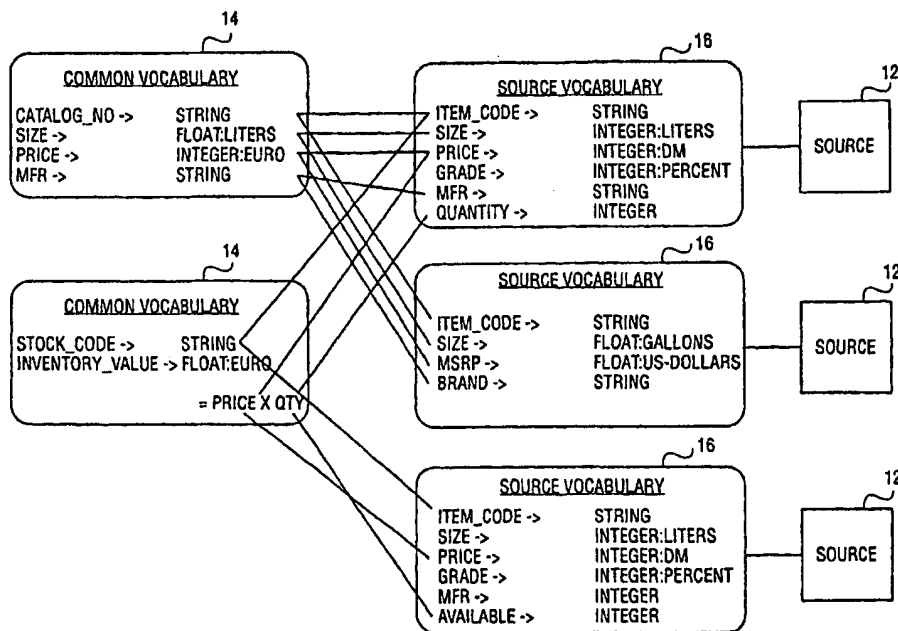 14
COMMON VOCABULARY
CATALOG_NO -> STRING
SIZE -> FLOAT:LITERS
PRICE -> INTEGER:EURO
MFR -> STRING
14
COMMON VOCABULARY
STOCK_CODE -> STRING
INVENTORY_VALUE -> FLOAT:EURO
= PRICE X QTY
16
SOURCE VOCABULARY
ITEM_CODE -> STRING
SIZE -> INTEGER:LITERS
PRICE -> INTEGER:DM
GRADE -> INTEGER:PERCENT
MFR -> STRING
QUANTITY -> INTEGER
12
SOURCE
16
SOURCE VOCABULARY
ITEM_CODE -> STRING
SIZE -> FLOAT:GALLONS
MSRP -> FLOAT:US-DOLLARS
BRAND -> STRING
12
SOURCE
16
SOURCE VOCABULARY
ITEM_CODE -> STRING
SIZE -> INTEGER:LITERS
PRICE -> INTEGER:DM
GRADE -> INTEGER:PERCENT
MFR -> INTEGER
AVAILABLE -> INTEGER
12
SOURCE